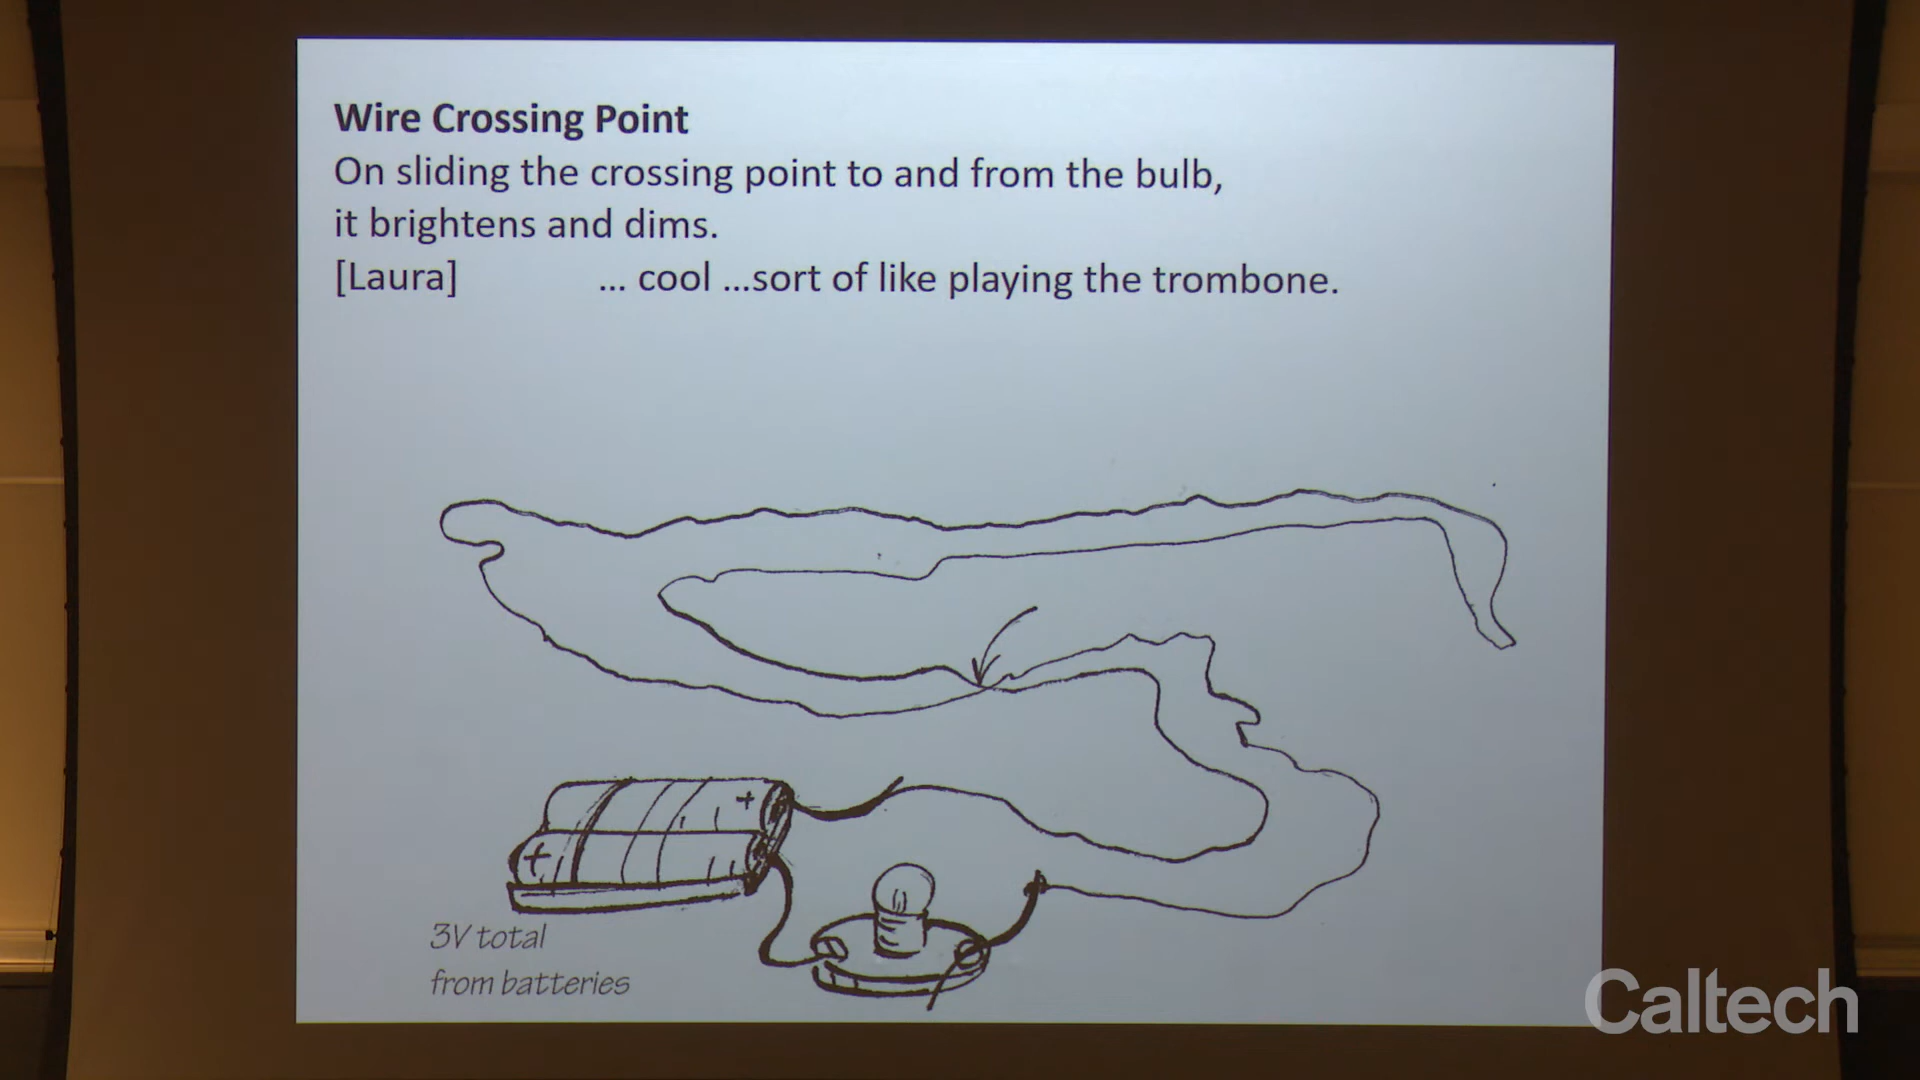 Wire Crossing Point
On sliding the crossing point to and from the bulb,
it brightens and dims.
[Laura] ... cool ...sort of like playing the trombone.
+
+
3V total
from batteries
Caltech